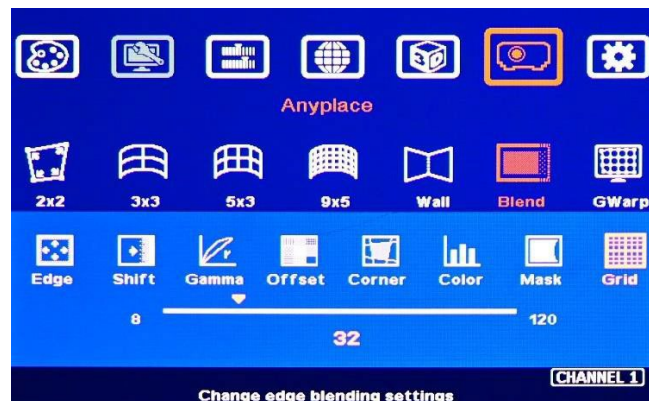 3D
Anyplace
2x2 3x3 5x3 9x5 Wall Blend GWarp
Edge Shift Gamma Offset Corner Color Mask Grid
8 120
32
CHANNEL 1
Change edge blending settings